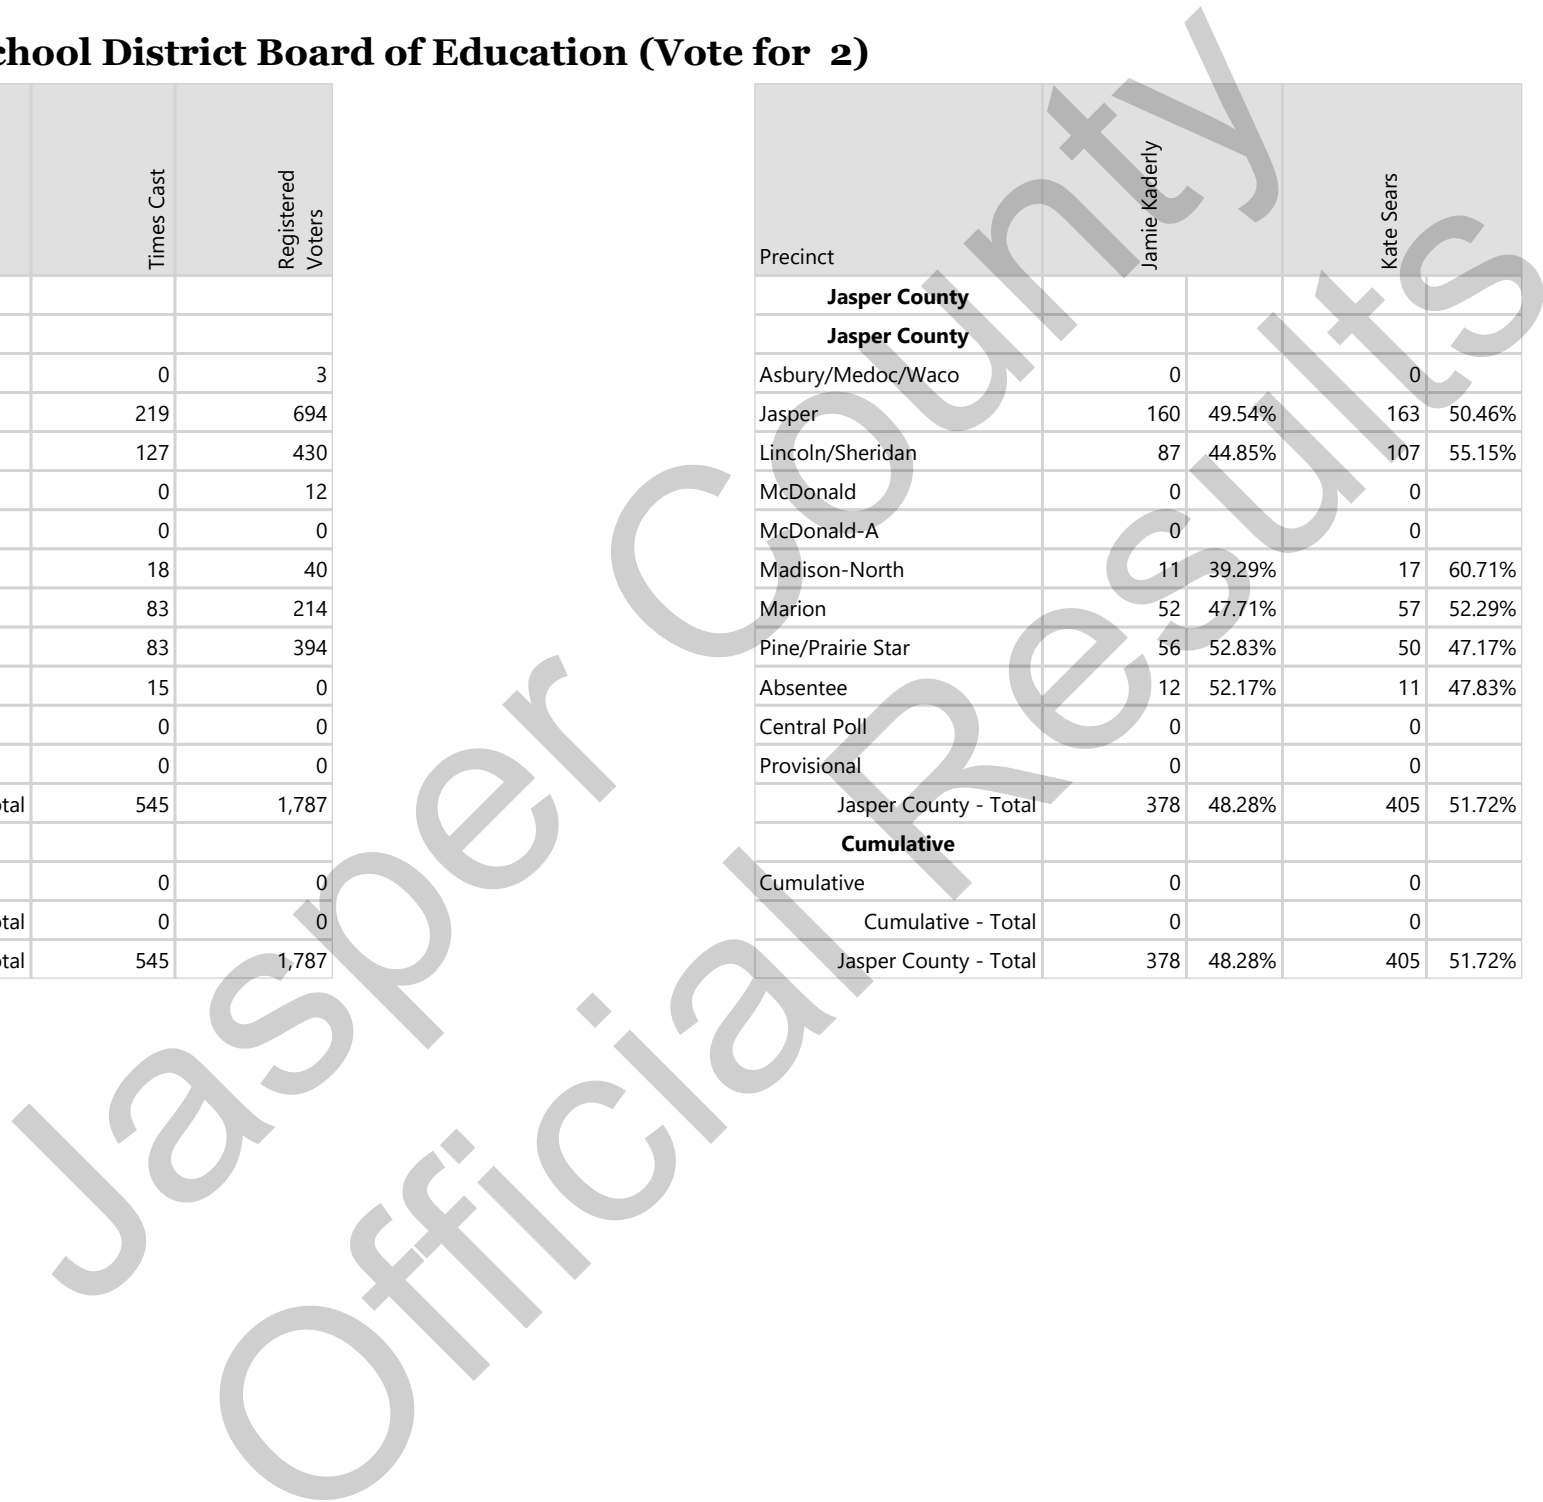 chool District Board of Education (Vote for 2)
Times Cast Registered Voters
0 3
219 694
127 430
0 12
0 0
18 40
83 214
83 394
15 0
0 0
0 0
otal 545 1,787
0 0
otal 0 0
otal 545 1,787
Precinct Jamie Kaderly Kate Sears
Jasper County
Jasper County
Asbury/Medoc/Waco 0 0
Jasper 160 49.54% 163 50.46%
Lincoln/Sheridan 87 44.85% 107 55.15%
McDonald 0 0
McDonald-A 0 0
Madison-North 11 39.29% 17 60.71%
Marion 52 47.71% 57 52.29%
Pine/Prairie Star 56 52.83% 50 47.17%
Absentee 12 52.17% 11 47.83%
Central Poll 0 0
Provisional 0 0
Jasper County - Total 378 48.28% 405 51.72%
Cumulative
Cumulative 0 0
Cumulative - Total 0 0
Jasper County - Total 378 48.28% 405 51.72%
Jasper County
Official Results